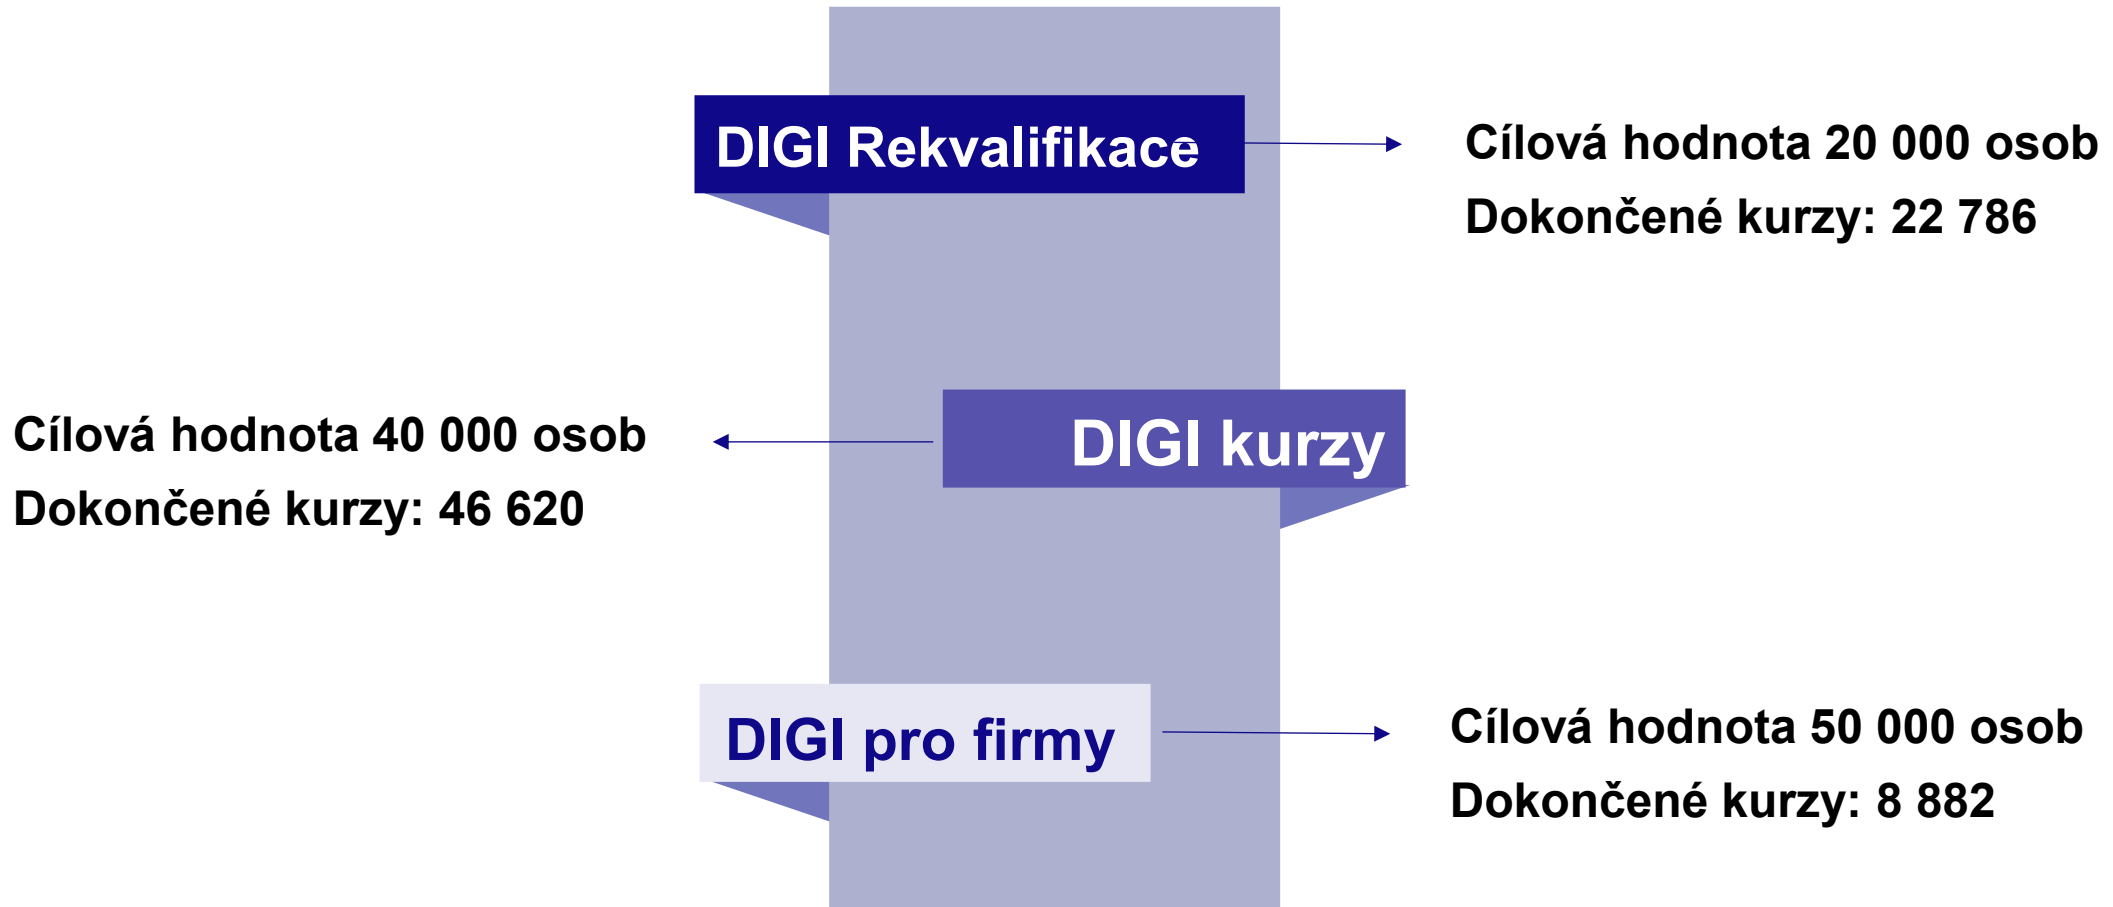 DIGI Rekvalifikace
Cílová hodnota 20 000 osob
Dokončené kurzy: 22 786
Cílová hodnota 40 000 osob
Dokončené kurzy: 46 620
DIGI kurzy
DIGI pro firmy
Cílová hodnota 50 000 osob
Dokončené kurzy: 8 882